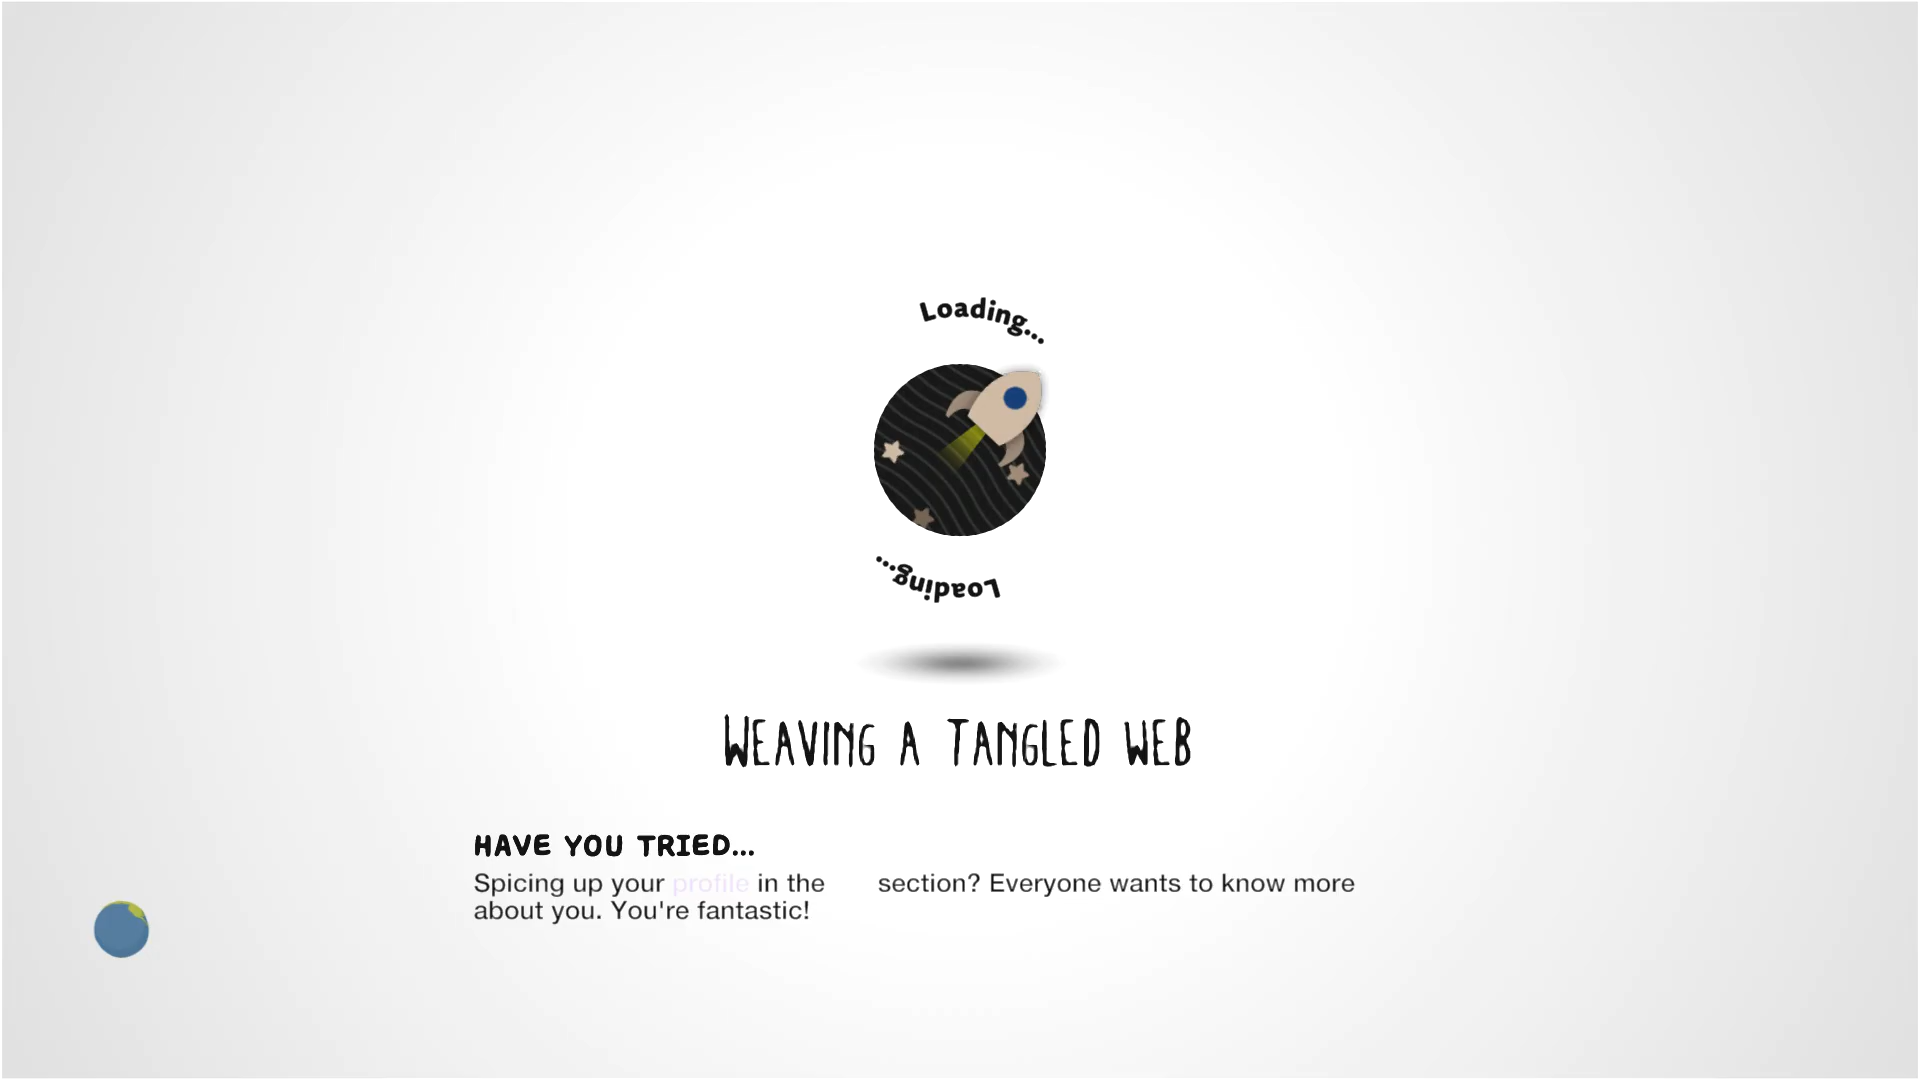 Loading...
Loading...
WEAVING A TANGLED WEB
HAVE YOU TRIED...
Spicing up your profile in the section? Everyone wants to know more
about you. You're fantastic!